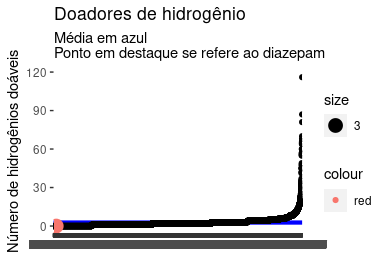 Doadores de hidrogênio
Média em azul
Ponto em destaque se refere ao diazepam
Número de hidrogênios doáveis
120
90
60
30
0
size
3
colour
red